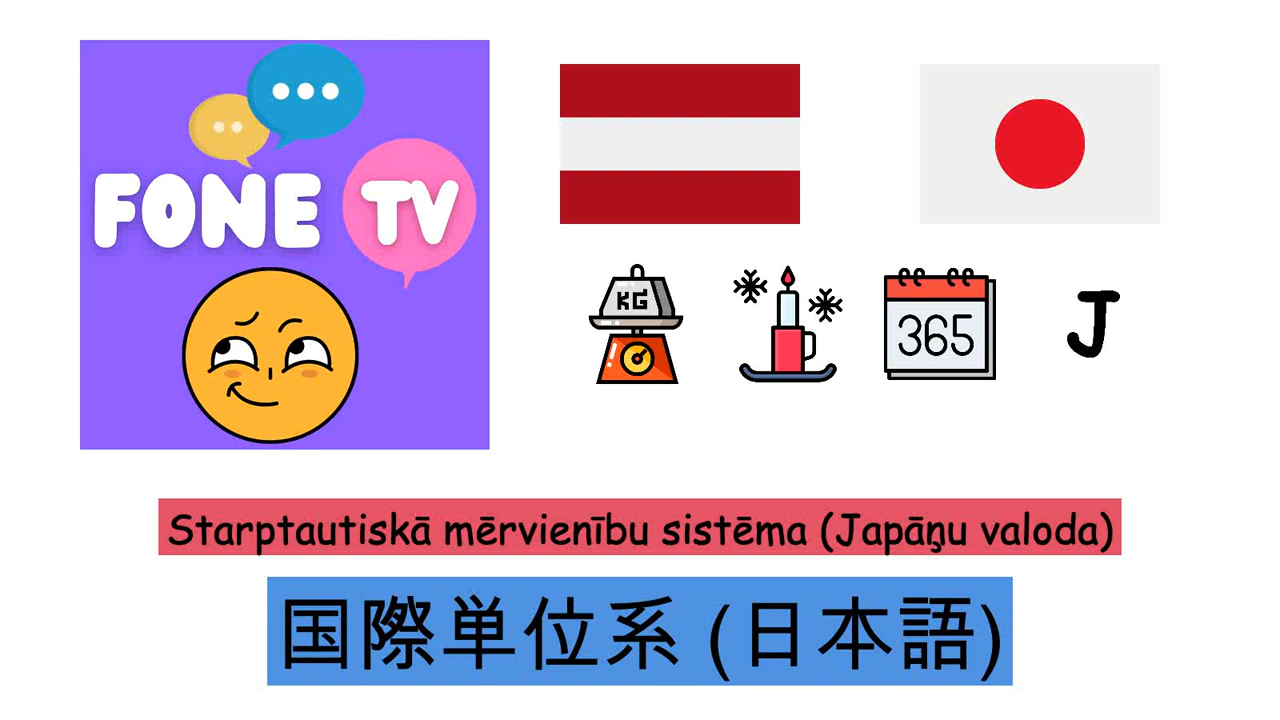 FONE TV
KG
365
J
Starptautiskā mērvienību sistēma (Japāņu valoda)
国際単位系 (日本語)